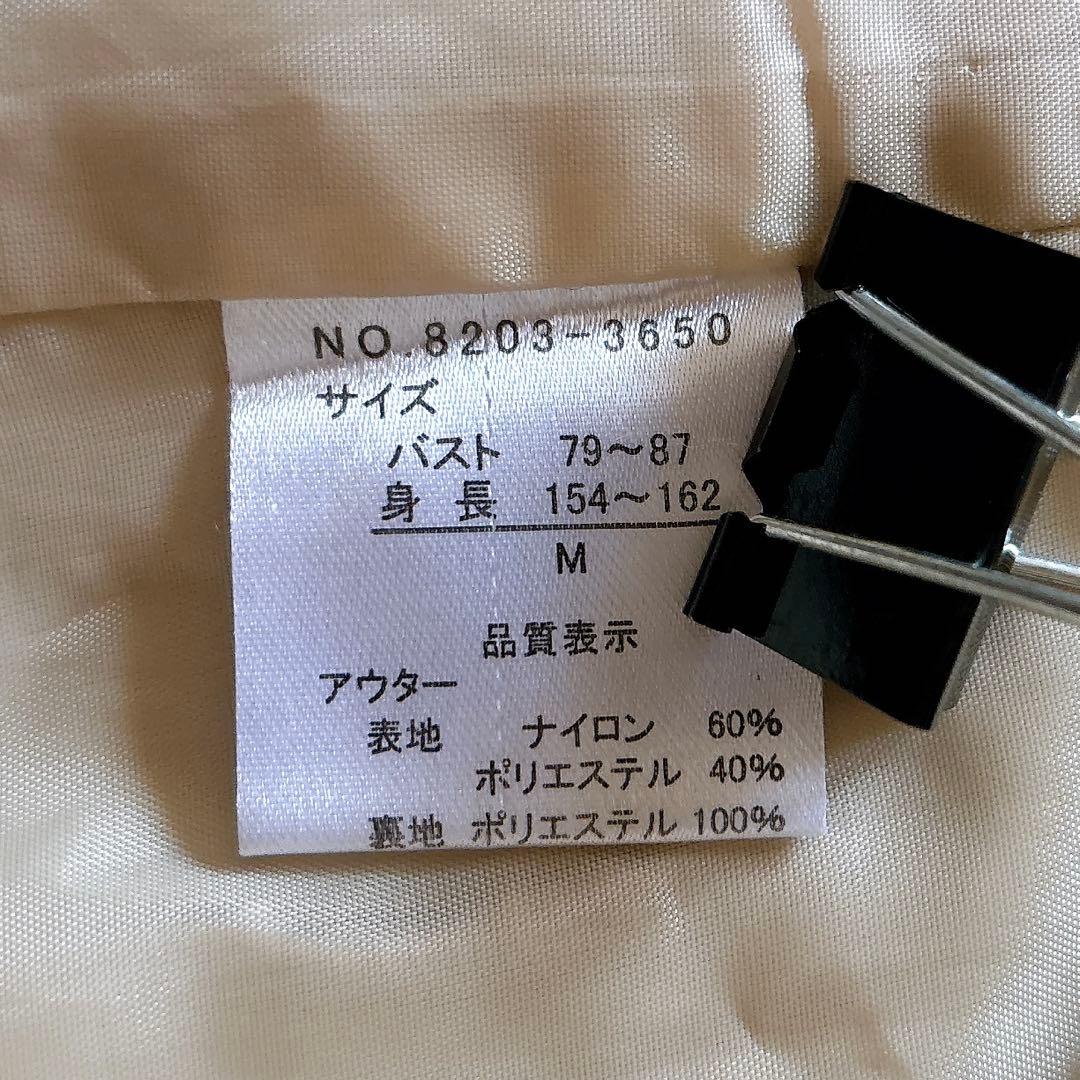 NO.8203-3650
サイズ
バスト 79～87
身長 154～162
M
品質表示
アウター
表地 ナイロン 60%
ポリエステル 40%
裏地 ポリエステル 100%